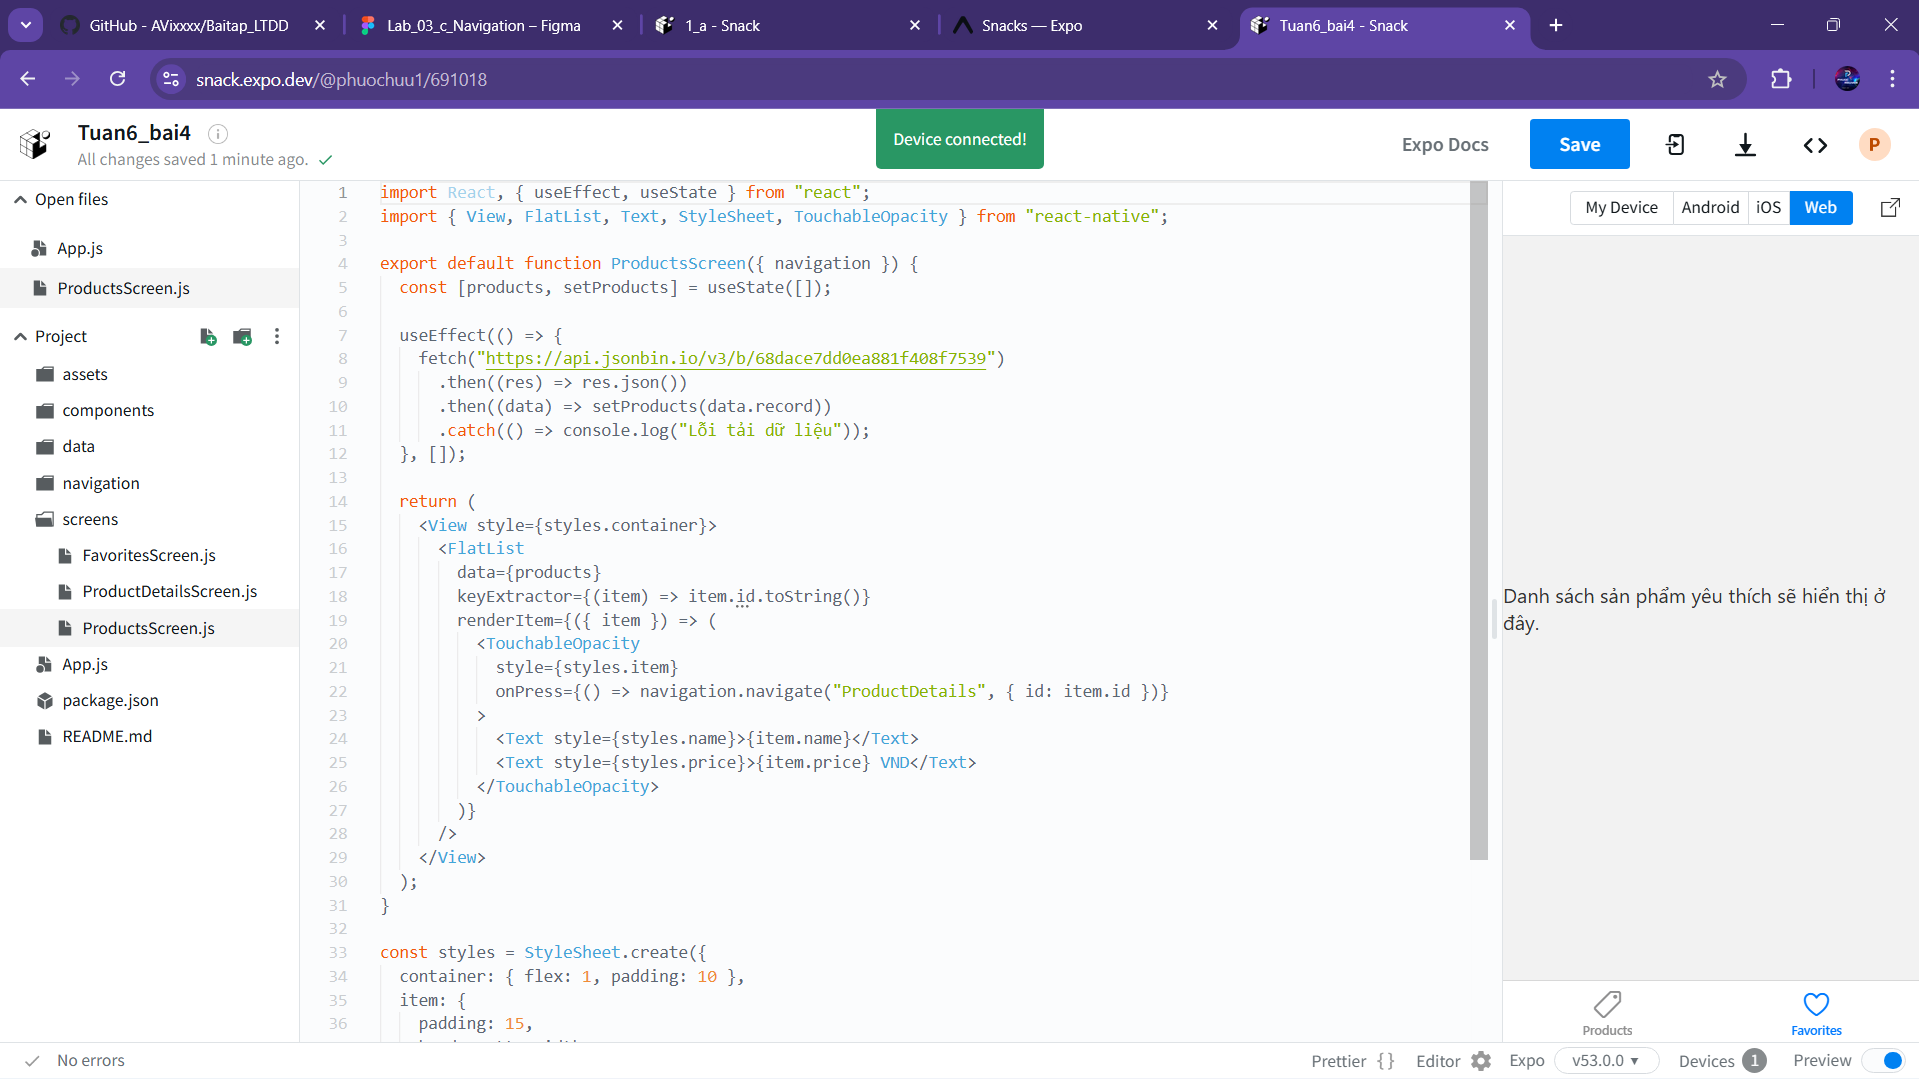 GitHub - AVixxxx/Baitap_LTDD
Lab_03_c_Navigation – Figma
1_a - Snack
Snacks — Expo
Tuan6_bai4 - Snack
snack.expo.dev/@phuochuu1/691018
Tuan6_bai4
All changes saved 1 minute ago.
Device connected!
Expo Docs
Save
P
Open files
App.js
ProductsScreen.js
Project
assets
components
data
navigation
screens
FavoritesScreen.js
ProductDetailsScreen.js
ProductsScreen.js
App.js
package.json
README.md
1 import React, { useEffect, useState } from "react";
2 import { View, FlatList, Text, StyleSheet, TouchableOpacity } from "react-native";
3
4 export default function ProductsScreen({ navigation }) {
5 const [products, setProducts] = useState([]);
6
7 useEffect(() => {
8 fetch("https://api.jsonbin.io/v3/b/68dace7dd0ea881f408f7539")
9 .then((res) => res.json())
10 .then((data) => setProducts(data.record))
11 .catch(() => console.log("Lỗi tải dữ liệu"));
12 }, []);
13
14 return (
15 <View style={styles.container}>
16 <FlatList
17 data={products}
18 keyExtractor={(item) => item.id.toString()}
19 renderItem={({ item }) => (
20 <TouchableOpacity
21 style={styles.item}
22 onPress={() => navigation.navigate("ProductDetails", { id: item.id })}
23 >
24 <Text style={styles.name}>{item.name}</Text>
25 <Text style={styles.price}>{item.price} VND</Text>
26 </TouchableOpacity>
27 )}
28 />
29 </View>
30 );
31 }
32
33 const styles = StyleSheet.create({
34 container: { flex: 1, padding: 10 },
35 item: {
36 padding: 15,
My Device
Android
iOS
Web
Danh sách sản phẩm yêu thích sẽ hiển thị ở
đây.
Products
Favorites
No errors
Prettier {}
Editor
Expo
v53.0.0
Devices 1
Preview